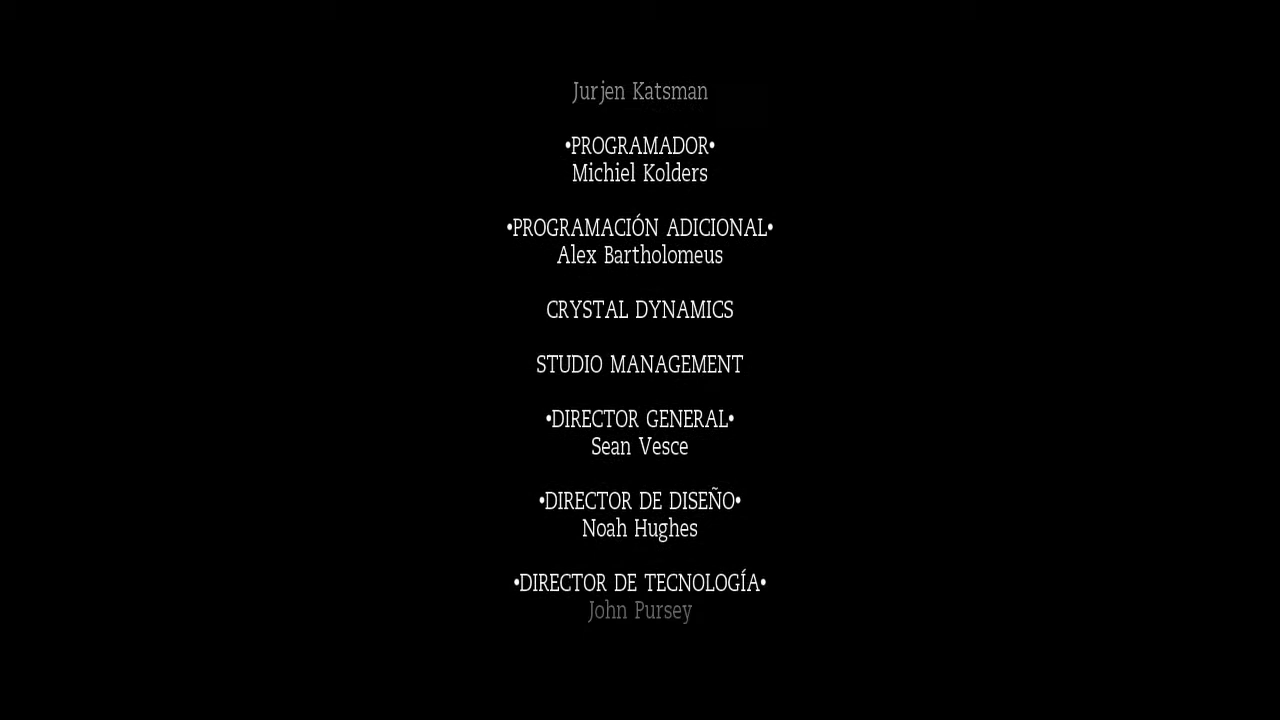 Jurjen Katsman
•PROGRAMADOR•
Michiel Kolders
•PROGRAMACIÓN ADICIONAL•
Alex Bartholomeus
CRYSTAL DYNAMICS
STUDIO MANAGEMENT
•DIRECTOR GENERAL•
Sean Vesce
•DIRECTOR DE DISEÑO•
Noah Hughes
•DIRECTOR DE TECNOLOGÍA•
John Pursey